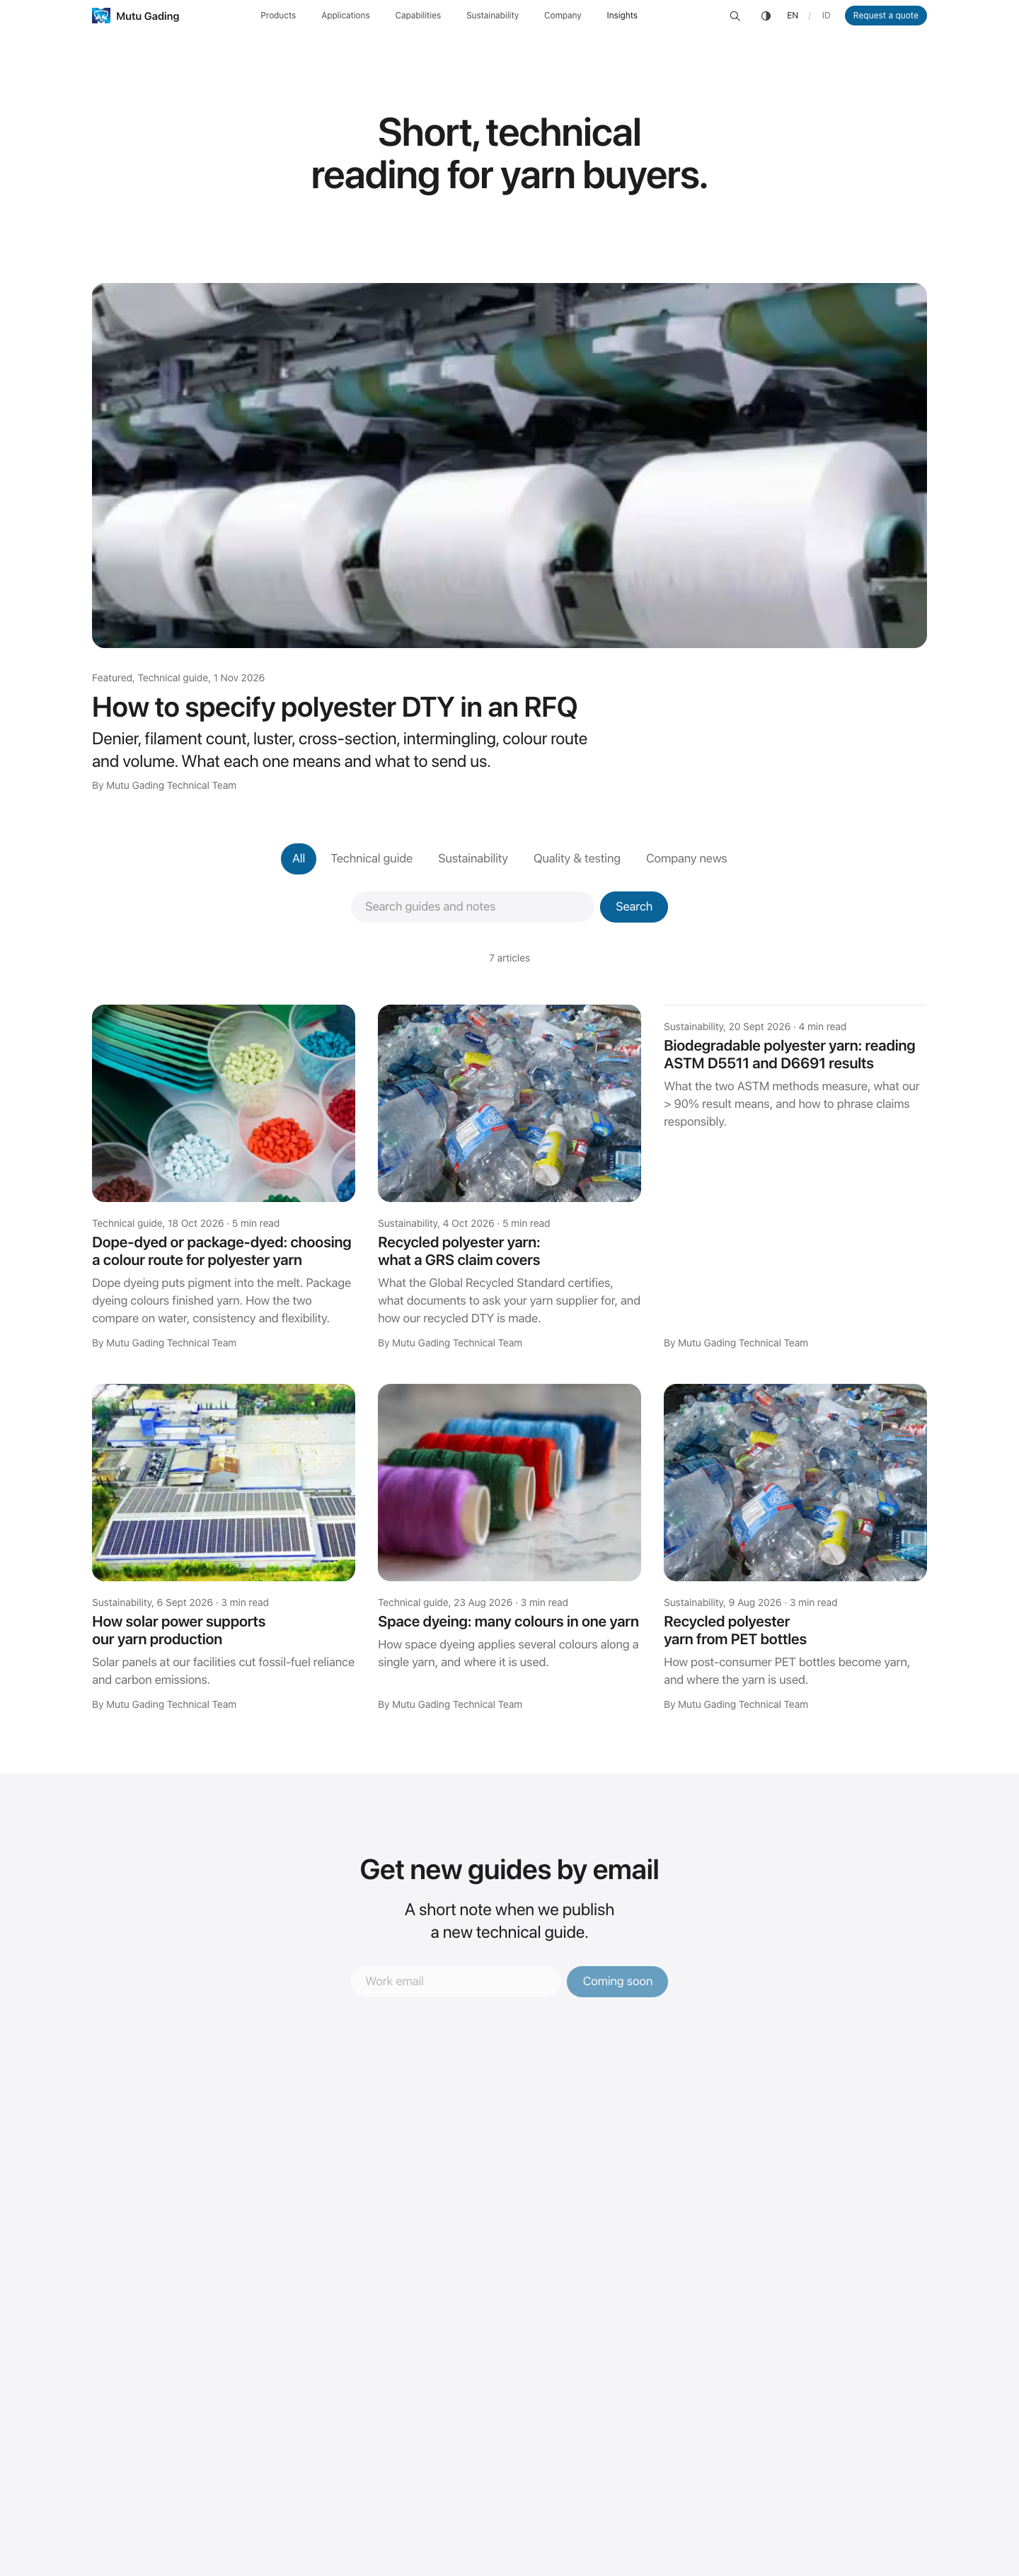 Mutu Gading
Products
Applications
Capabilities
Sustainability
Company
Insights
EN / ID
Request a quote
Short, technical
reading for yarn buyers.
Featured, Technical guide, 1 Nov 2026
How to specify polyester DTY in an RFQ
Denier, filament count, luster, cross-section, intermingling, colour route
and volume. What each one means and what to send us.
By Mutu Gading Technical Team
All
Technical guide
Sustainability
Quality & testing
Company news
Search guides and notes
Search
7 articles
Technical guide, 18 Oct 2026 · 5 min read
Dope-dyed or package-dyed: choosing
a colour route for polyester yarn
Dope dyeing puts pigment into the melt. Package
dyeing colours finished yarn. How the two
compare on water, consistency and flexibility.
By Mutu Gading Technical Team
Sustainability, 4 Oct 2026 · 5 min read
Recycled polyester yarn:
what a GRS claim covers
What the Global Recycled Standard certifies,
what documents to ask your yarn supplier for, and
how our recycled DTY is made.
By Mutu Gading Technical Team
Sustainability, 20 Sept 2026 · 4 min read
Biodegradable polyester yarn: reading
ASTM D5511 and D6691 results
What the two ASTM methods measure, what our
> 90% result means, and how to phrase claims
responsibly.
By Mutu Gading Technical Team
Sustainability, 6 Sept 2026 · 3 min read
How solar power supports
our yarn production
Solar panels at our facilities cut fossil-fuel reliance
and carbon emissions.
By Mutu Gading Technical Team
Technical guide, 23 Aug 2026 · 3 min read
Space dyeing: many colours in one yarn
How space dyeing applies several colours along a
single yarn, and where it is used.
By Mutu Gading Technical Team
Sustainability, 9 Aug 2026 · 3 min read
Recycled polyester
yarn from PET bottles
How post-consumer PET bottles become yarn,
and where the yarn is used.
By Mutu Gading Technical Team
Get new guides by email
A short note when we publish
a new technical guide.
Work email
Coming soon